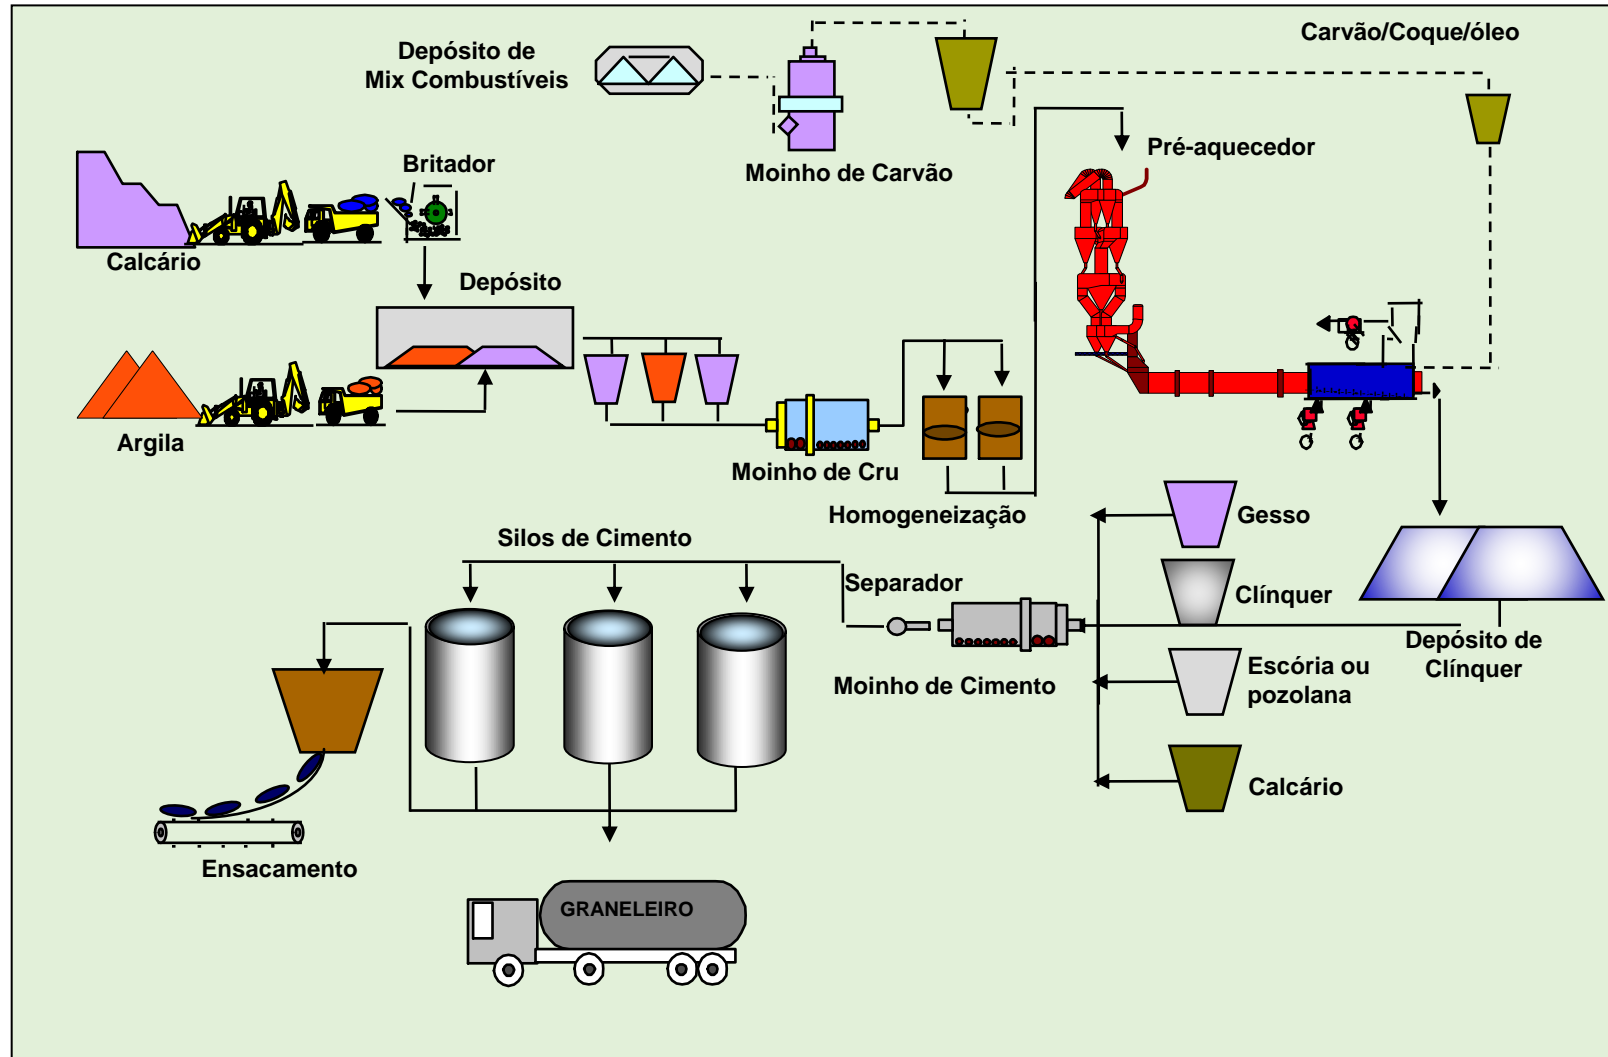 Carvão/Coque/óleo
Depósito de
Mix Combustíveis
Moinho de Carvão
Pré-aquecedor
Britador
Calcário
Depósito
Argila
Moinho de Cru
Homogeneização
Gesso
Silos de Cimento
Separador
Clínquer
Depósito de
Clínquer
Moinho de Cimento
Escória ou
pozolana
Calcário
Ensacamento
GRANELEIRO